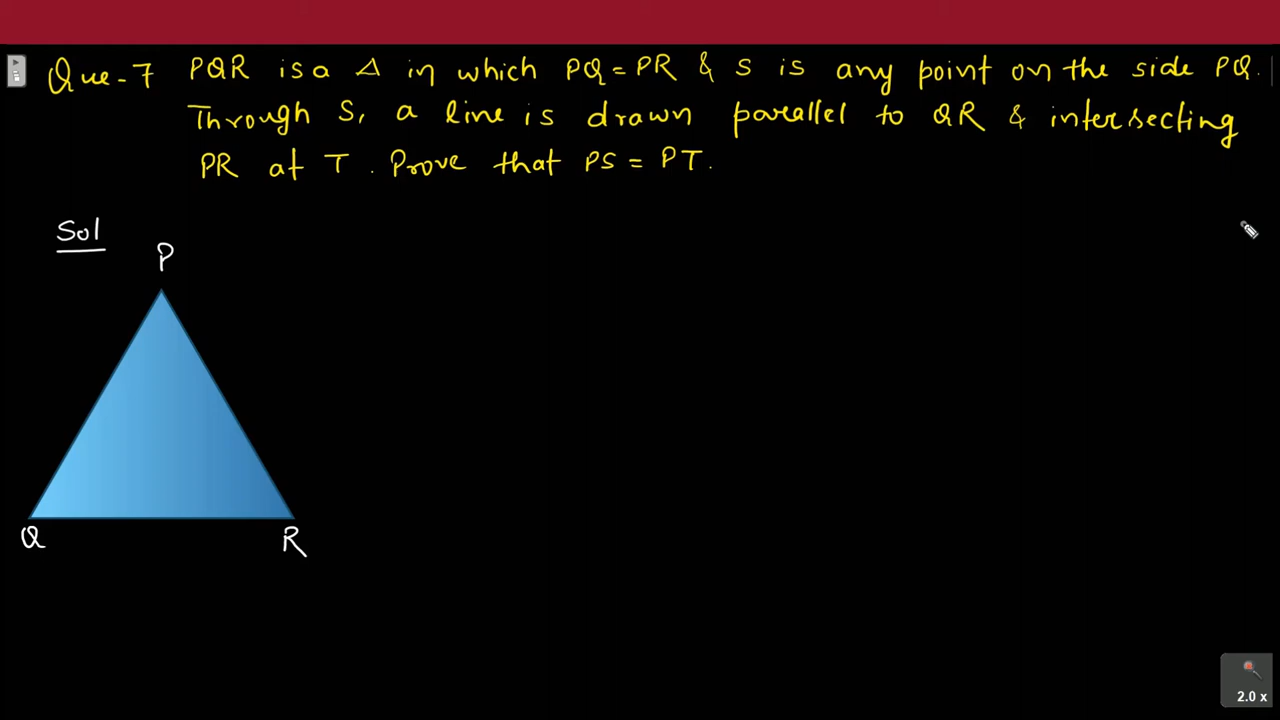 Que-7 PQR is a Δ in which PQ = PR & S is any point on the side PQ.
Through S, a line is drawn parallel to QR & intersecting
PR at T. Prove that PS = PT.
Sol
P
Q
R
2.0 x